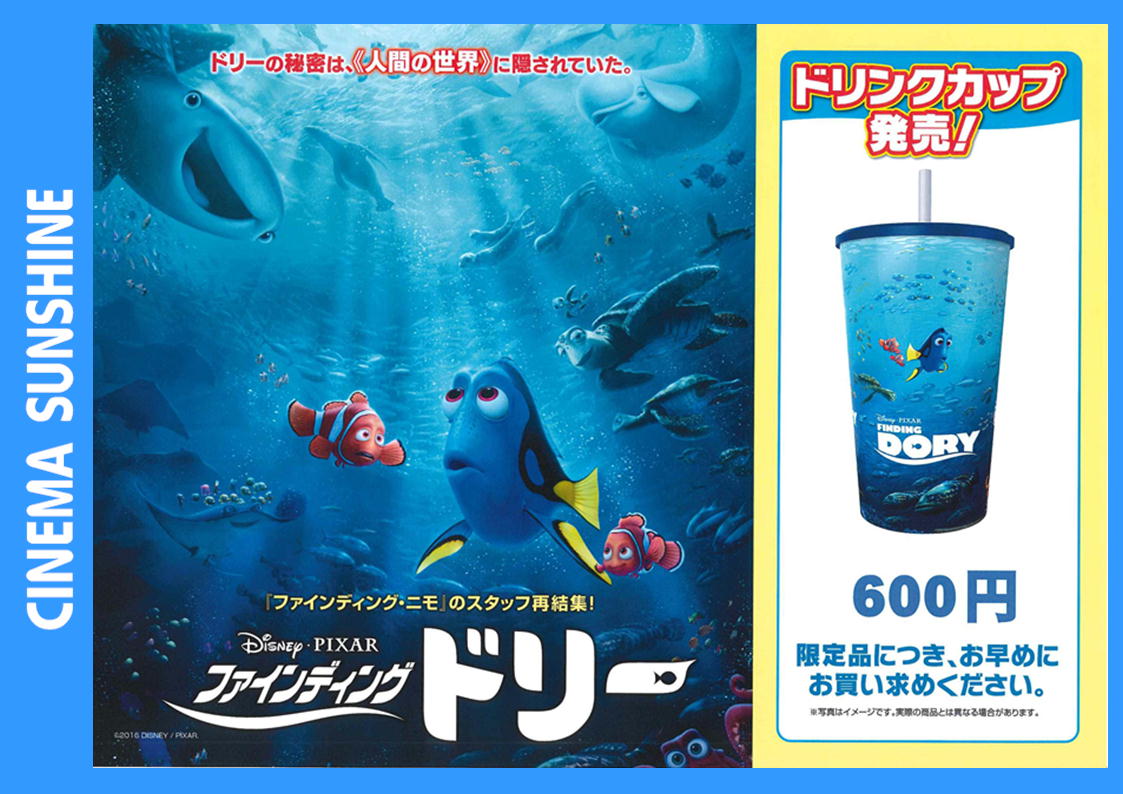 CINEMA SUNSHINE
ドリーの秘密は、《人間の世界》に隠されていた。
『ファインディング・ニモ』のスタッフ再結集!
Disney・PIXAR
ファインディング ドリー
©2016 DISNEY / PIXAR.
ドリンクカップ
発売!
Disney・PIXAR
FINDING
DORY
600円
限定品につき、お早めに
お買い求めください。
※写真はイメージです。実際の商品とは異なる場合があります。